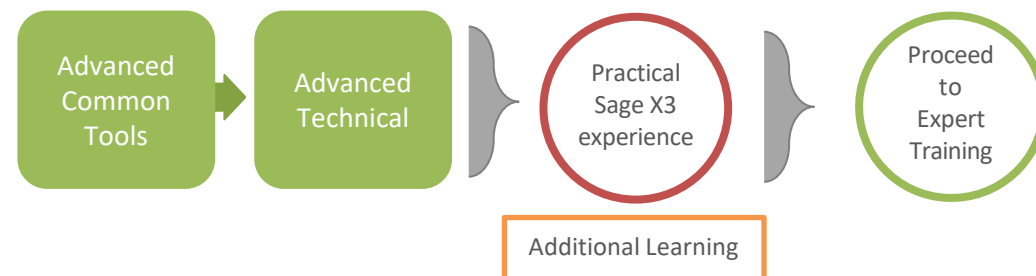 Advanced
Common
Tools
Advanced
Technical
Practical
Sage X3
experience
Proceed
to
Expert
Training
Additional Learning